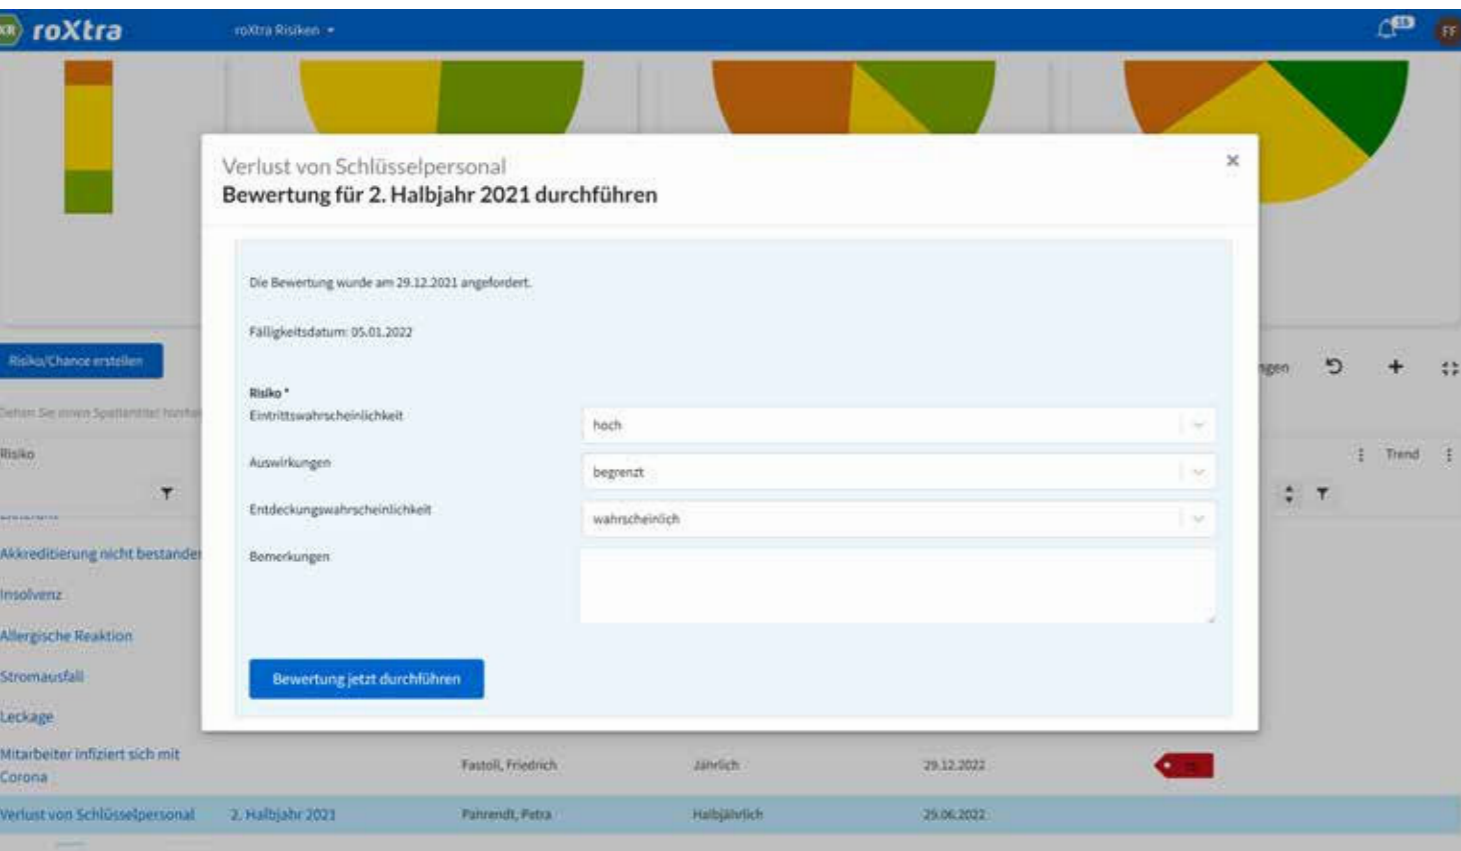 roXtra
roXtra Risiken
FF
Verlust von Schlüsselpersonal
Bewertung für 2. Halbjahr 2021 durchführen
Die Bewertung wurde am 29.12.2021 angefordert.
Fälligkeitsdatum: 05.01.2022
Risiko/Chance erstellen
ngen
Risiko *
Eintrittswahrscheinlichkeit
hoch
Risiko
Auswirkungen
begrenzt
Trend
Entdeckungswahrscheinlichkeit
wahrscheinlich
Akkreditierung nicht bestanden
Bemerkungen
Insolvenz
Allergische Reaktion
Stromausfall
Bewertung jetzt durchführen
Leckage
Mitarbeiter infiziert sich mit
Corona
Fastoll, Friedrich
Jährlich
29.12.2022
Verlust von Schlüsselpersonal
2. Halbjahr 2021
Pahrendt, Petra
Halbjährlich
29.06.2022